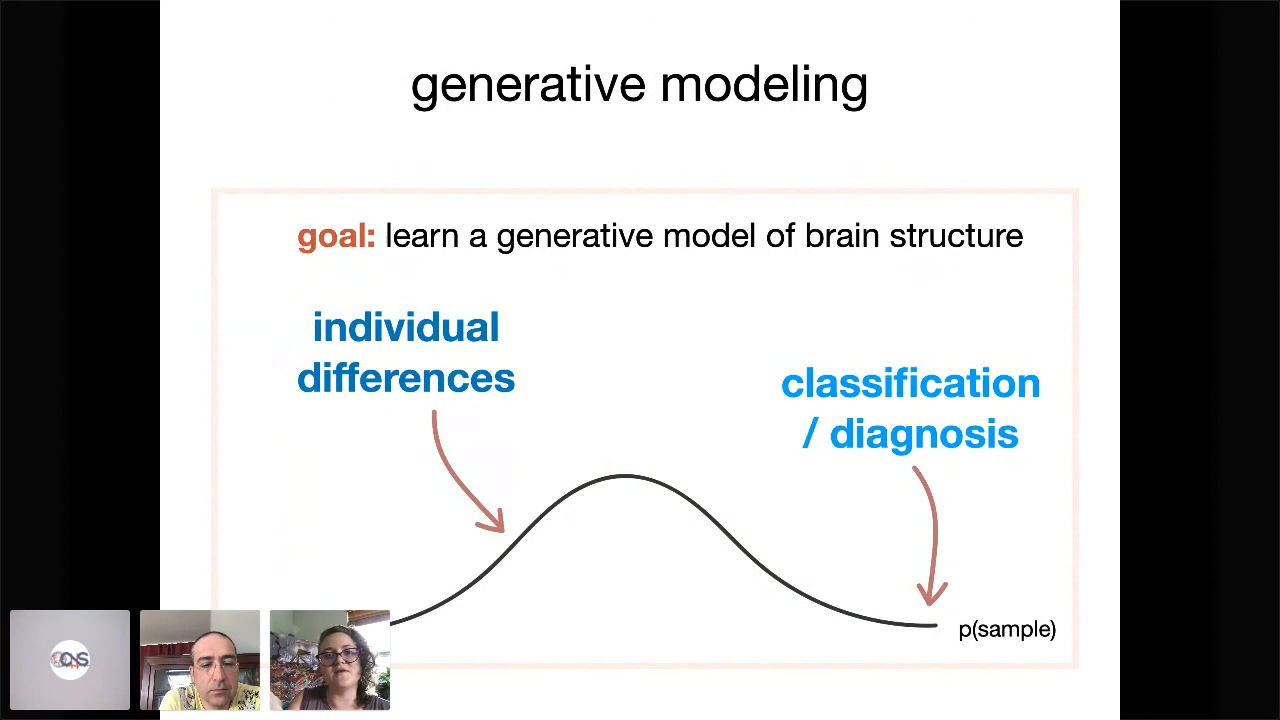 generative modeling
goal: learn a generative model of brain structure
individual
differences
classification
/ diagnosis
p(sample)